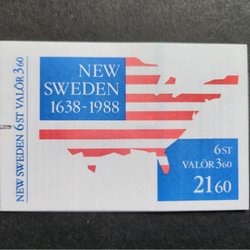 NEW SWEDEN 6 ST VALÖR 3 60
NEW
SWEDEN
1638-1988
6 ST
VALÖR 3 60
21 60